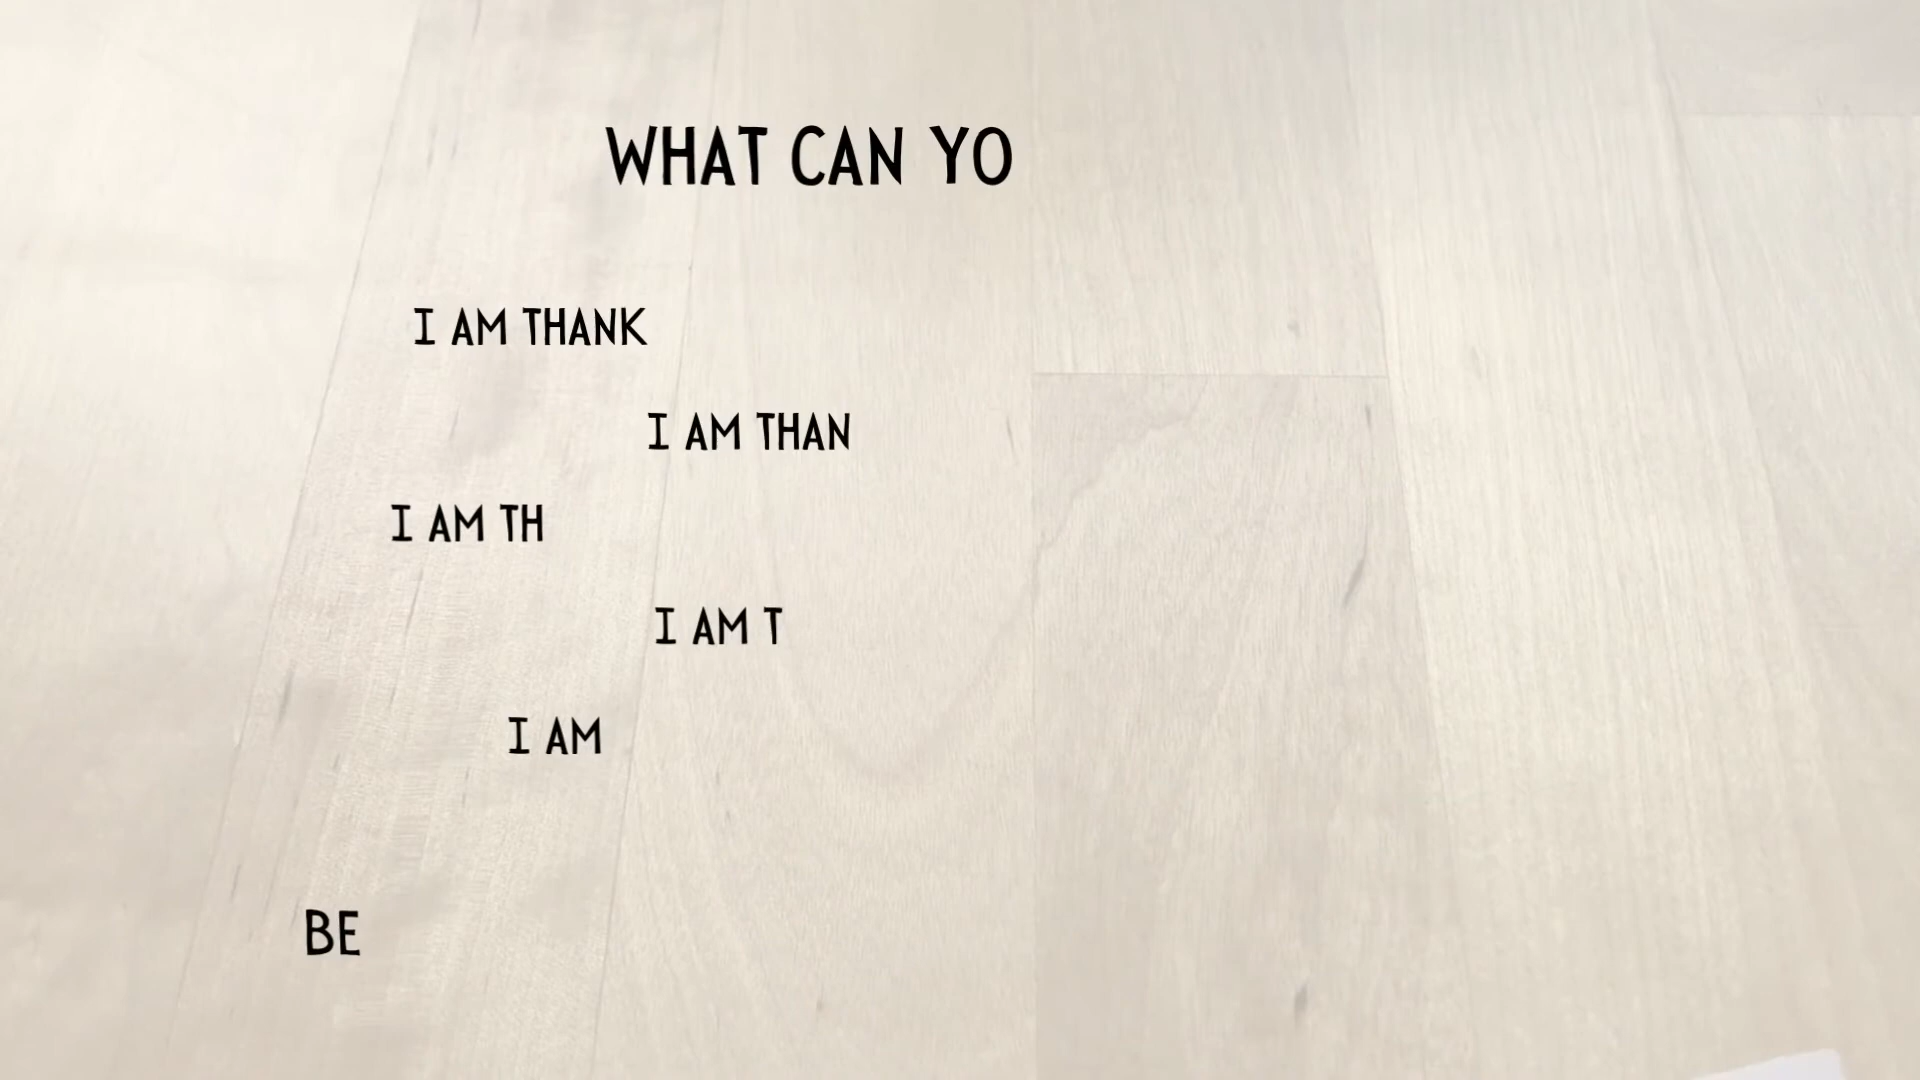 WHAT CAN YO
I AM THANK
I AM THAN
I AM TH
I AM T
I AM
BE